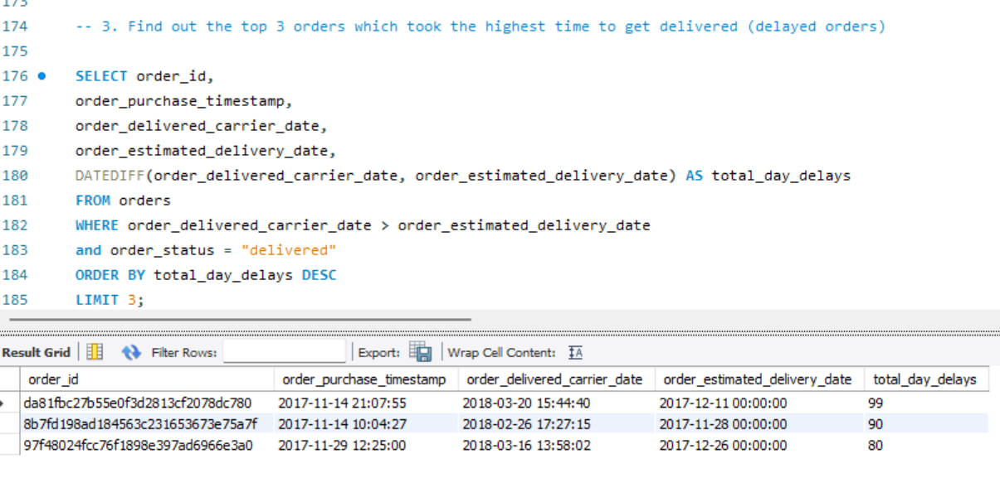 173
174 -- 3. Find out the top 3 orders which took the highest time to get delivered (delayed orders)
175
176 SELECT order_id,
177 order_purchase_timestamp,
178 order_delivered_carrier_date,
179 order_estimated_delivery_date,
180 DATEDIFF(order_delivered_carrier_date, order_estimated_delivery_date) AS total_day_delays
181 FROM orders
182 WHERE order_delivered_carrier_date > order_estimated_delivery_date
183 and order_status = "delivered"
184 ORDER BY total_day_delays DESC
185 LIMIT 3;
Result Grid Filter Rows: Export: Wrap Cell Content: IA
order_id order_purchase_timestamp order_delivered_carrier_date order_estimated_delivery_date total_day_delays
da81fbc27b55e0f3d2813cf2078dc780 2017-11-14 21:07:55 2018-03-20 15:44:40 2017-12-11 00:00:00 99
8b7fd198ad184563c231653673e75a7f 2017-11-14 10:04:27 2018-02-26 17:27:15 2017-11-28 00:00:00 90
97f48024fcc76f1898e397ad6966e3a0 2017-11-29 12:25:00 2018-03-16 13:58:02 2017-12-26 00:00:00 80